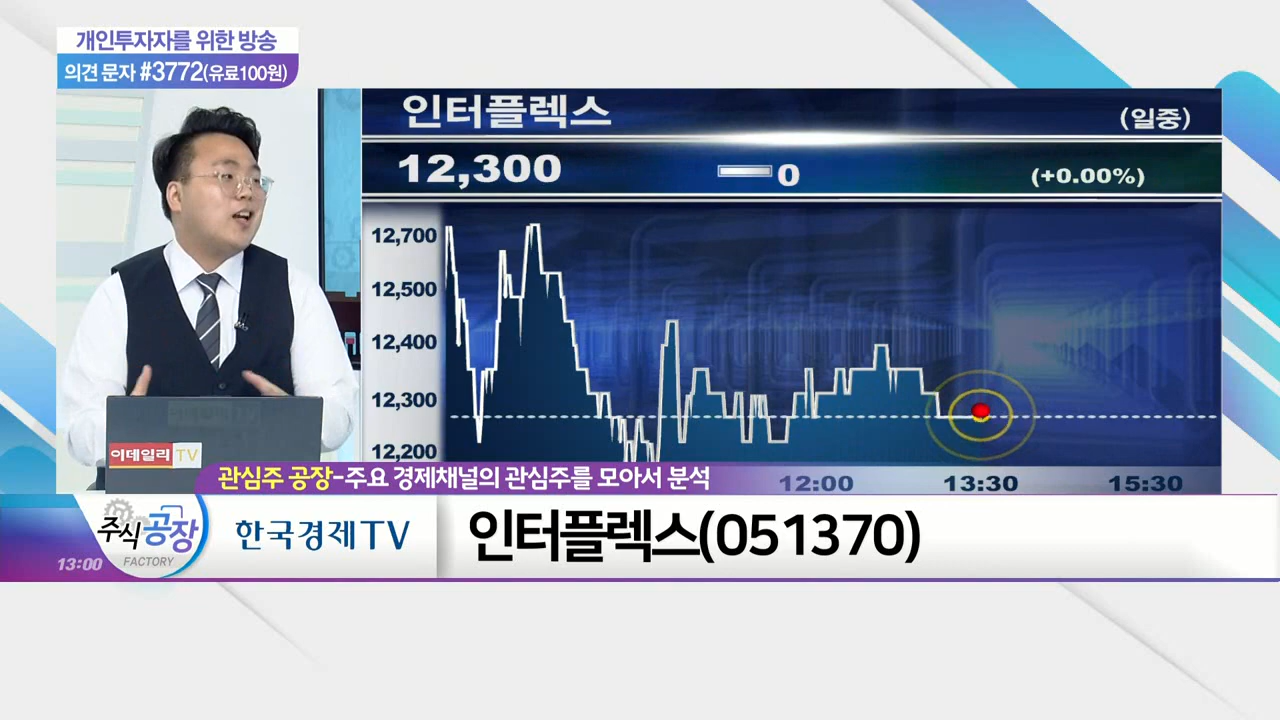 개인투자자를 위한 방송
의견 문자 #3772(유료100원)
인터플렉스
(일중)
12,300
0
(+0.00%)
12,700
12,500
12,400
12,300
12,200
12:00
13:30
15:30
이데일리 TV
관심주 공장-주요 경제채널의 관심주를 모아서 분석
주식공장
FACTORY
13:00
한국경제TV
인터플렉스(051370)